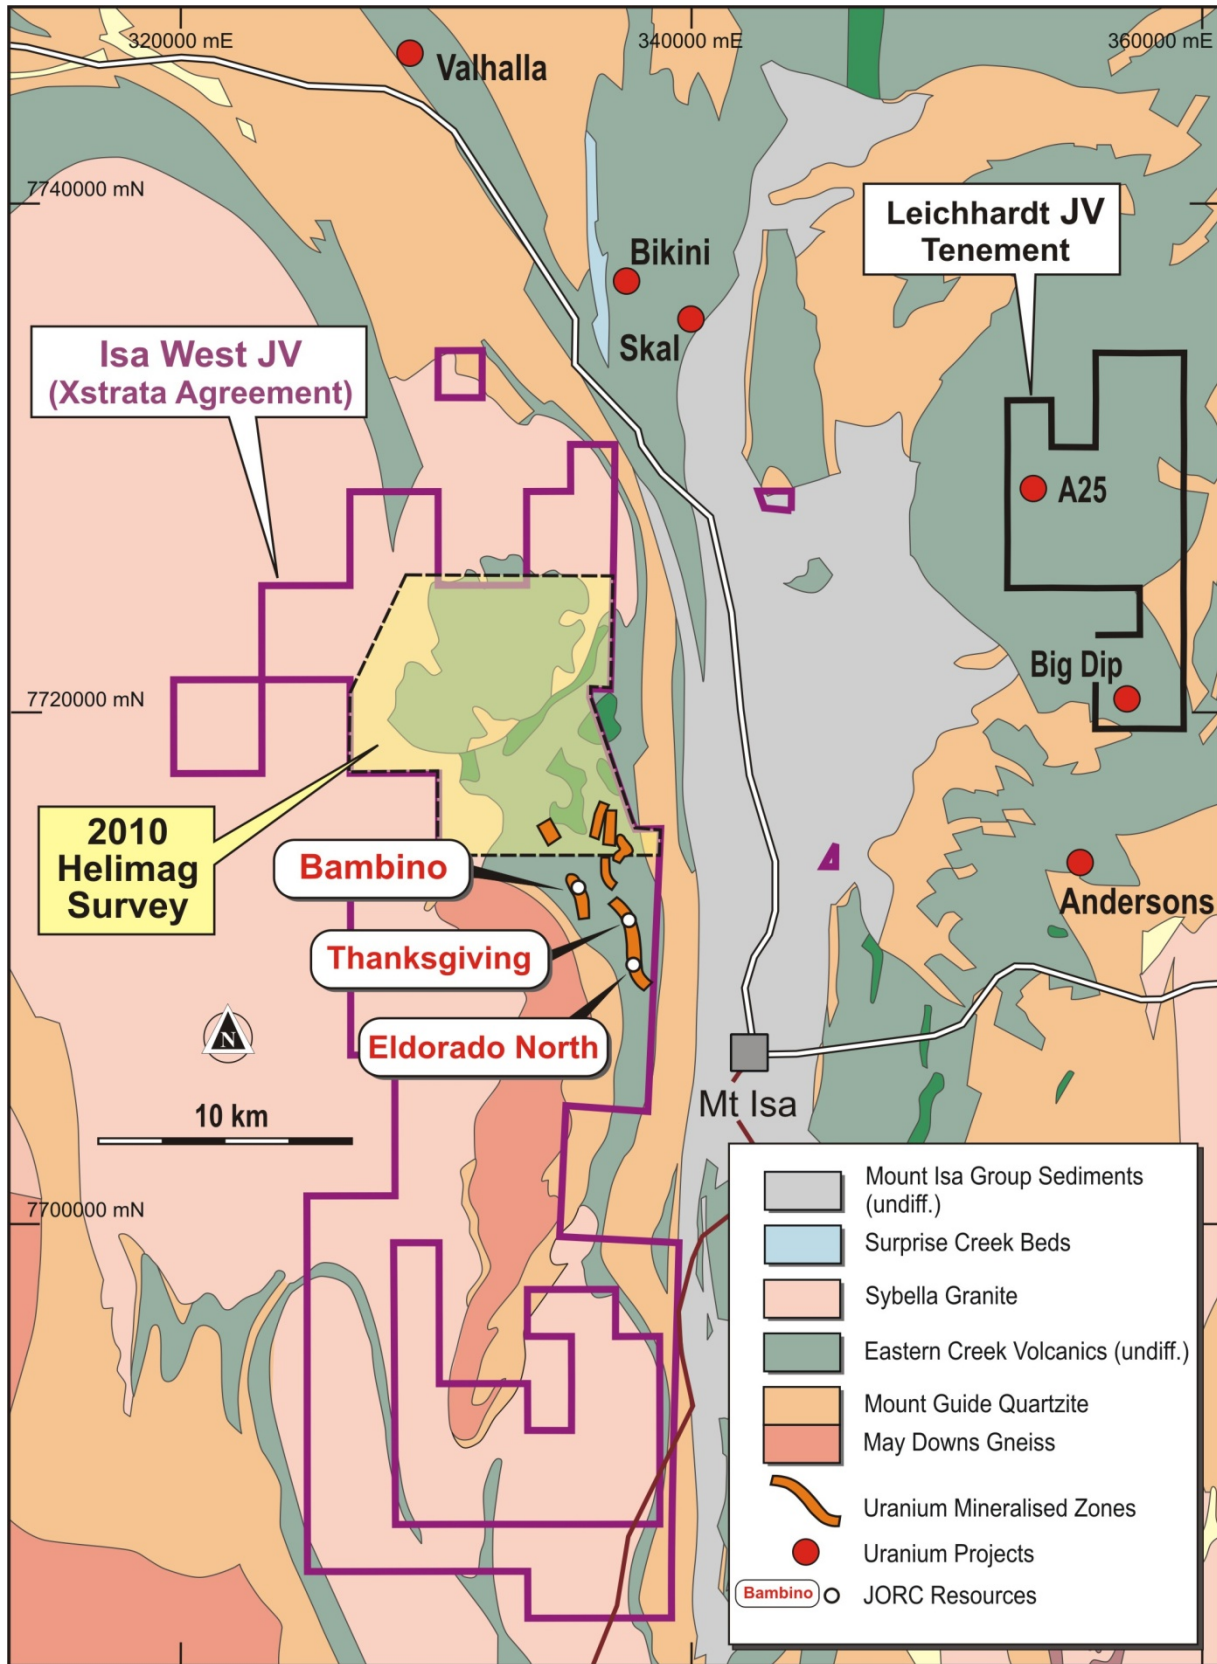 320000 mE
340000 mE
360000 mE
Valhalla
7740000 mN
Leichhardt JV
Tenement
Bikini
Skal
Isa West JV
(Xstrata Agreement)
A25
Big Dip
7720000 mN
2010
Helimag
Survey
Bambino
Andersons
Thanksgiving
Eldorado North
N
10 km
Mt Isa
7700000 mN
Mount Isa Group Sediments
(undiff.)
Surprise Creek Beds
Sybella Granite
Eastern Creek Volcanics (undiff.)
Mount Guide Quartzite
May Downs Gneiss
Uranium Mineralised Zones
Uranium Projects
Bambino JORC Resources